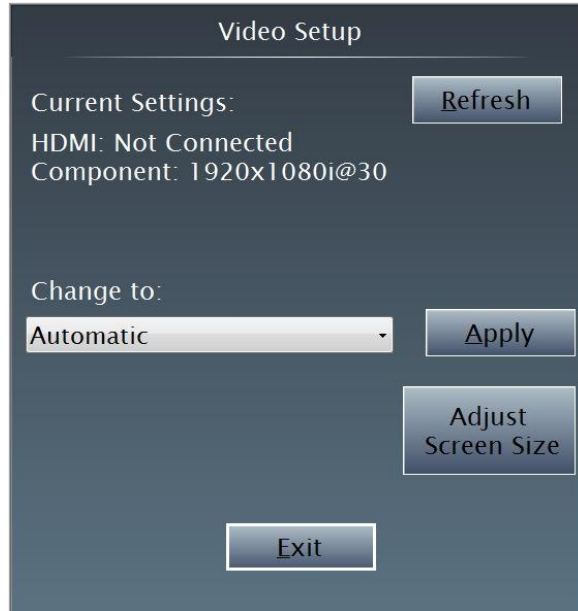 Video Setup
Current Settings:
Refresh
HDMI: Not Connected
Component: 1920x1080i@30
Change to:
Automatic
Apply
Adjust
Screen Size
Exit